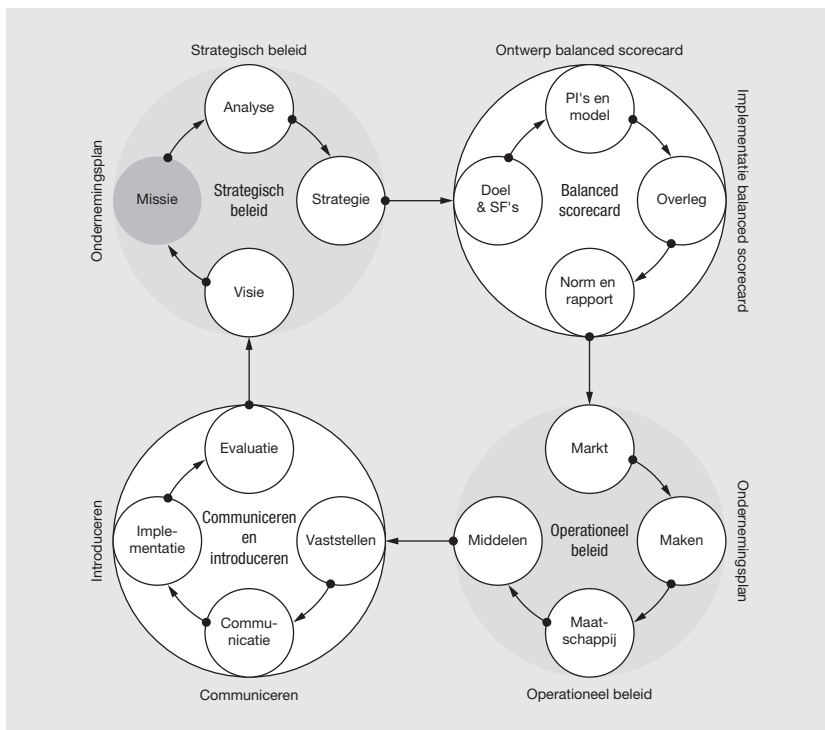 Strategisch beleid
Ondernemingsplan
Analyse
Missie
Strategisch
beleid
Strategie
Visie
Ontwerp balanced scorecard
Implementatie balanced scorecard
PI's en
model
Doel
& SF's
Balanced
scorecard
Overleg
Norm en
rapport
Introduceren
Evaluatie
Imple-
mentatie
Communiceren
en
introduceren
Vaststellen
Commu-
nicatie
Communiceren
Markt
Middelen
Operationeel
beleid
Maken
Maat-
schappij
Ondernemingsplan
Operationeel beleid